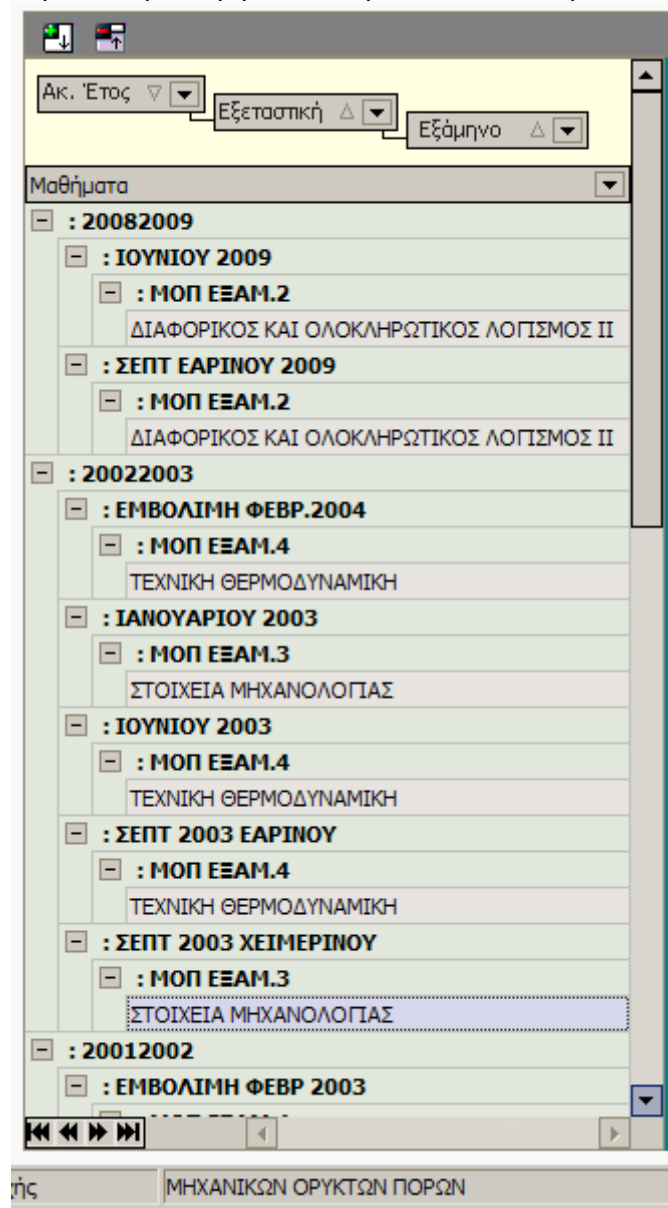 Ακ. Έτος
Εξεταστική
Εξάμηνο
Μαθήματα
: 20082009
: ΙΟΥΝΙΟΥ 2009
: ΜΟΠ ΕΞΑΜ.2
ΔΙΑΦΟΡΙΚΟΣ ΚΑΙ ΟΛΟΚΛΗΡΩΤΙΚΟΣ ΛΟΓΙΣΜΟΣ ΙΙ
: ΣΕΠΤ ΕΑΡΙΝΟΥ 2009
: ΜΟΠ ΕΞΑΜ.2
ΔΙΑΦΟΡΙΚΟΣ ΚΑΙ ΟΛΟΚΛΗΡΩΤΙΚΟΣ ΛΟΓΙΣΜΟΣ ΙΙ
: 20022003
: ΕΜΒΟΛΙΜΗ ΦΕΒΡ.2004
: ΜΟΠ ΕΞΑΜ.4
ΤΕΧΝΙΚΗ ΘΕΡΜΟΔΥΝΑΜΙΚΗ
: ΙΑΝΟΥΑΡΙΟΥ 2003
: ΜΟΠ ΕΞΑΜ.3
ΣΤΟΙΧΕΙΑ ΜΗΧΑΝΟΛΟΓΙΑΣ
: ΙΟΥΝΙΟΥ 2003
: ΜΟΠ ΕΞΑΜ.4
ΤΕΧΝΙΚΗ ΘΕΡΜΟΔΥΝΑΜΙΚΗ
: ΣΕΠΤ 2003 ΕΑΡΙΝΟΥ
: ΜΟΠ ΕΞΑΜ.4
ΤΕΧΝΙΚΗ ΘΕΡΜΟΔΥΝΑΜΙΚΗ
: ΣΕΠΤ 2003 ΧΕΙΜΕΡΙΝΟΥ
: ΜΟΠ ΕΞΑΜ.3
ΣΤΟΙΧΕΙΑ ΜΗΧΑΝΟΛΟΓΙΑΣ
: 20012002
: ΕΜΒΟΛΙΜΗ ΦΕΒΡ 2003
ΜΗΧΑΝΙΚΩΝ ΟΡΥΚΤΩΝ ΠΟΡΩΝ